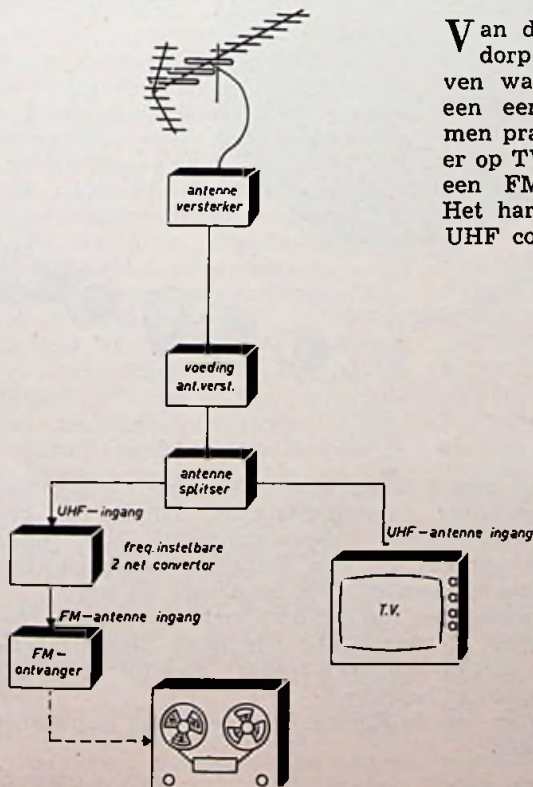 antenne
versterker
voeding
ant.verst.
antenne
splitser
UHF-ingang
freq. instelbare
2 net convertor
FM-antenne ingang
FM-
ontvanger
UHF-antenne ingang
T.V.
Van d
dorp
ven wa
een eer
men pra
er op TV
een FM
Het har
UHF co